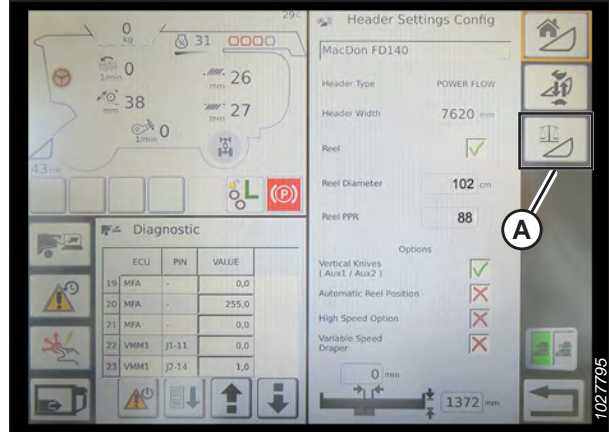 29c
0
kg
31
0
1/min
26
mm
38
mm
27
mm
0
1/min
43
L
(P)
Diagnostic
ECU PIN VALUE
19 MFA - 0,0
20 MFA - 255,0
21 MFA - 0,0
22 VMM1 J1-11 0,0
23 VMM1 J2-14 1,0
Header Settings Config
MacDon FD140
Header Type POWER FLOW
Header Width 7620 mm
Reel
Reel Diameter 102 cm
Reel PPR 88
Options
Vertical Knives
( Aux1 / Aux2 )
Automatic Reel Position
High Speed Option
Variable Speed
Draper
0 mm
1372 mm
A
1027795